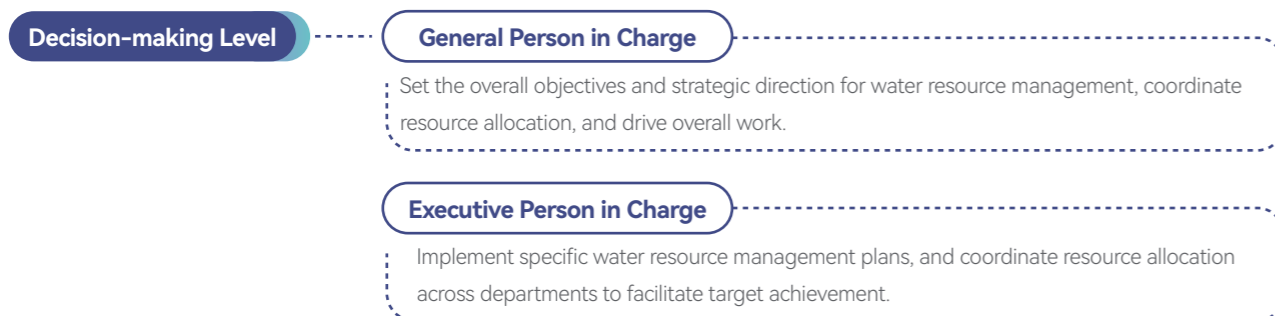 Decision-making Level
General Person in Charge
Set the overall objectives and strategic direction for water resource management, coordinate
resource allocation, and drive overall work.
Executive Person in Charge
Implement specific water resource management plans, and coordinate resource allocation
across departments to facilitate target achievement.